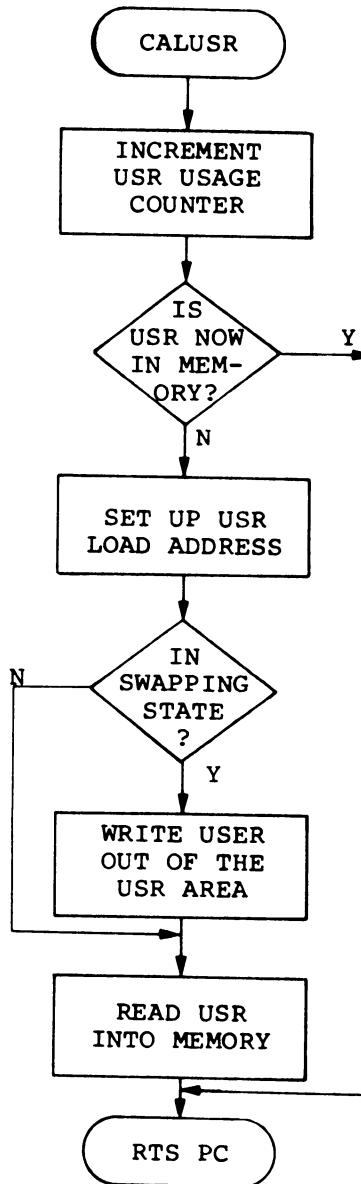 CALUSR
INCREMENT
USR USAGE
COUNTER
IS
USR NOW
IN MEM-
ORY?
Y
N
SET UP USR
LOAD ADDRESS
IN
SWAPPING
STATE
?
N
Y
WRITE USER
OUT OF THE
USR AREA
READ USR
INTO MEMORY
RTS PC